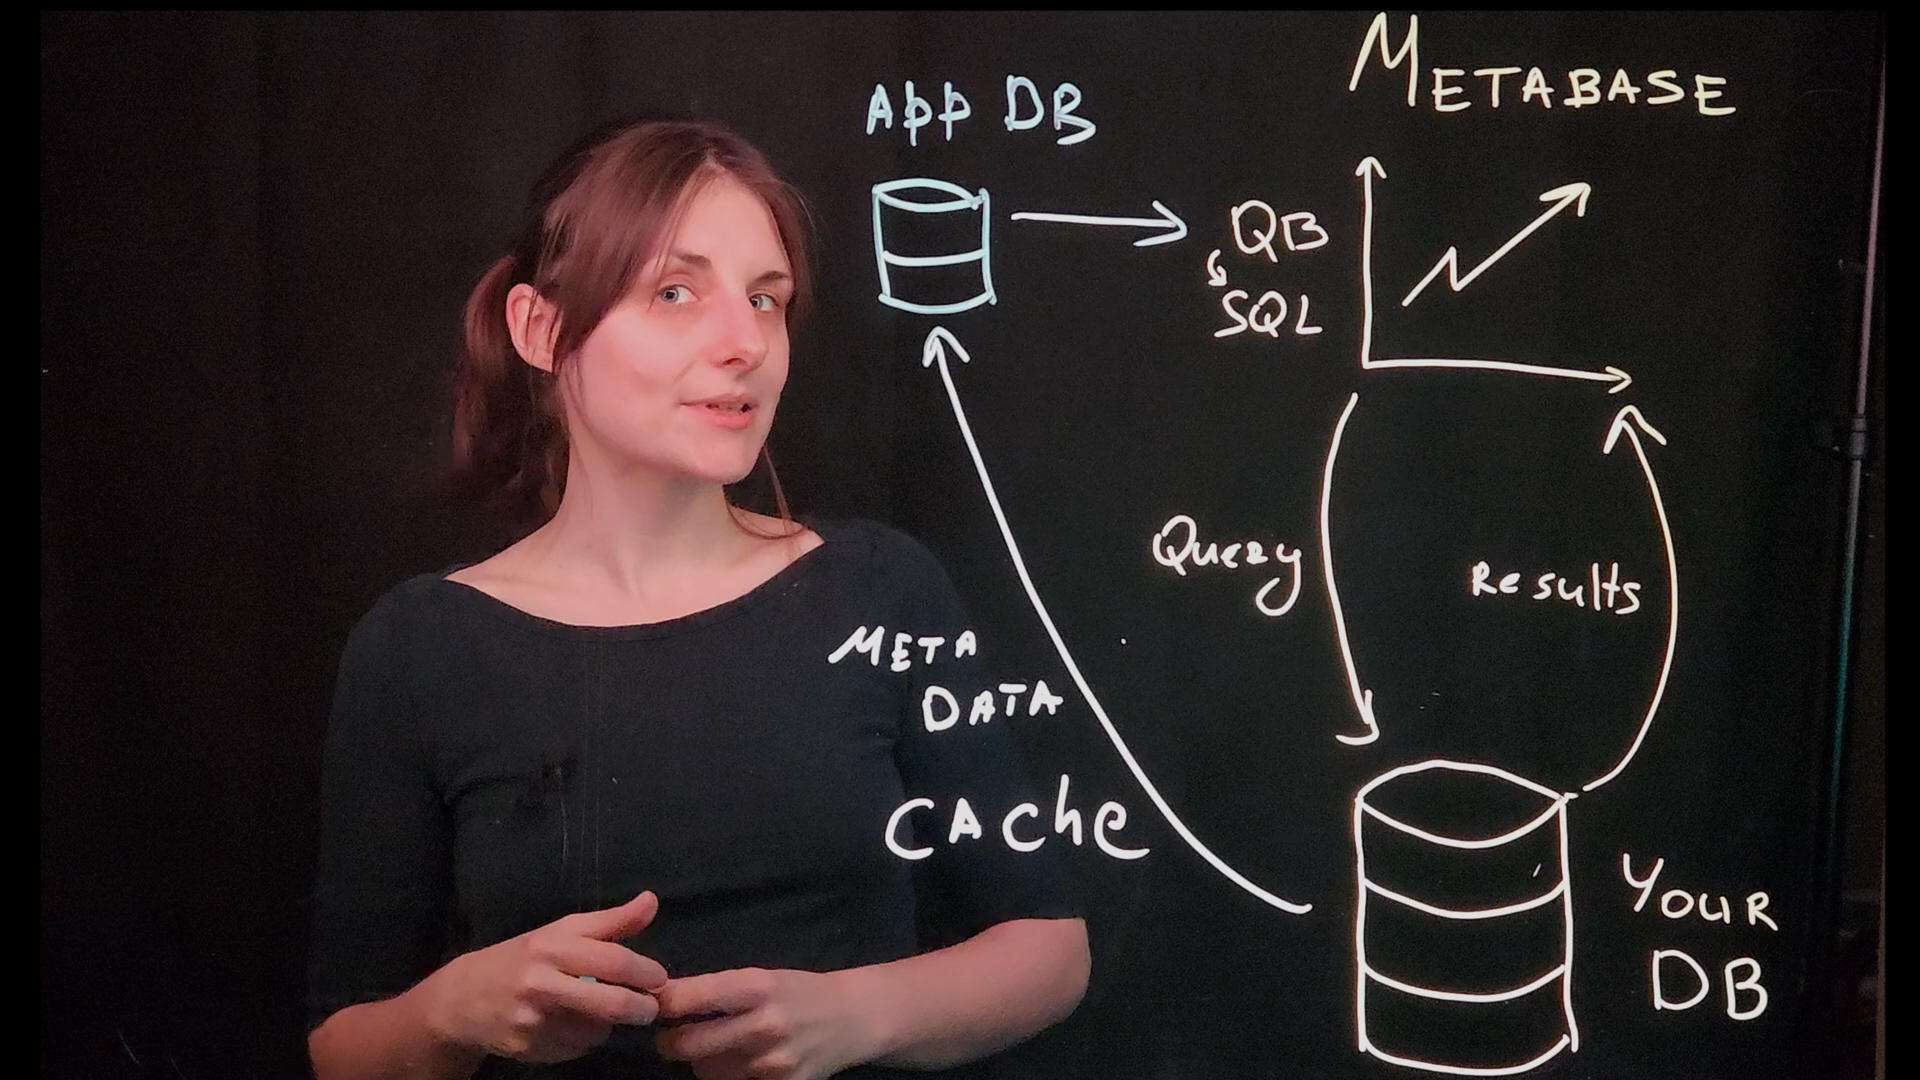 METABASE
APP DB
QB
SQL
Query
Results
META
DATA
CAChe
YOUR
DB